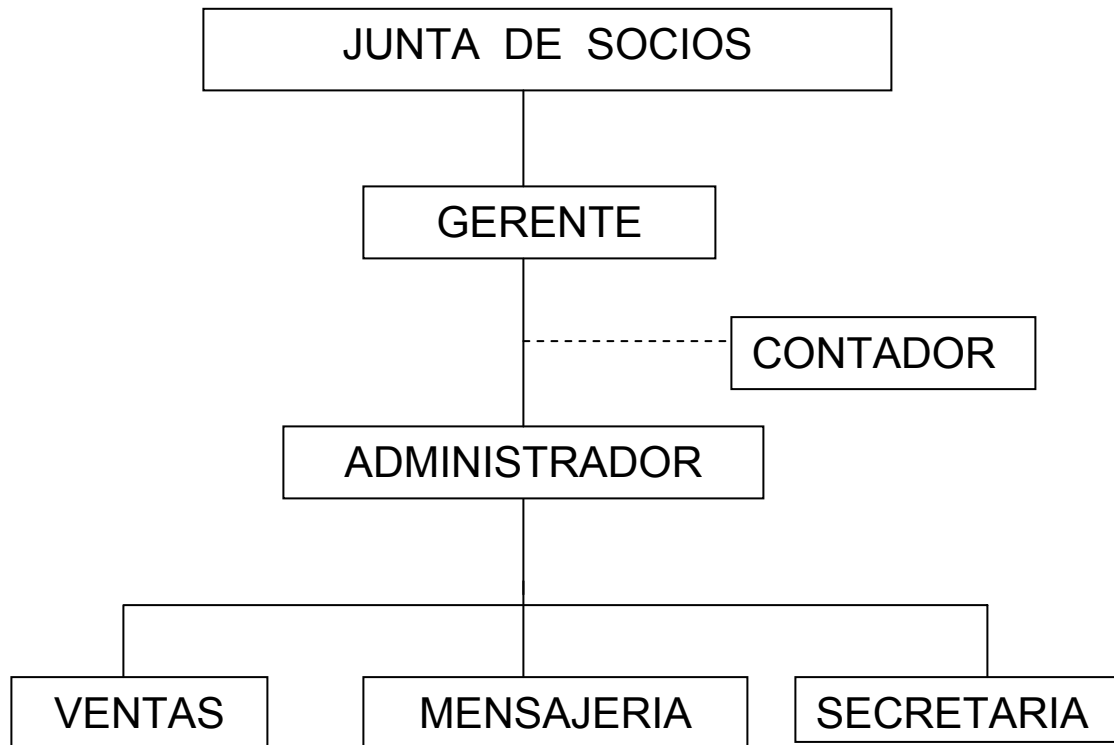 JUNTA DE SOCIOS
GERENTE
CONTADOR
ADMINISTRADOR
VENTAS
MENSAJERIA
SECRETARIA